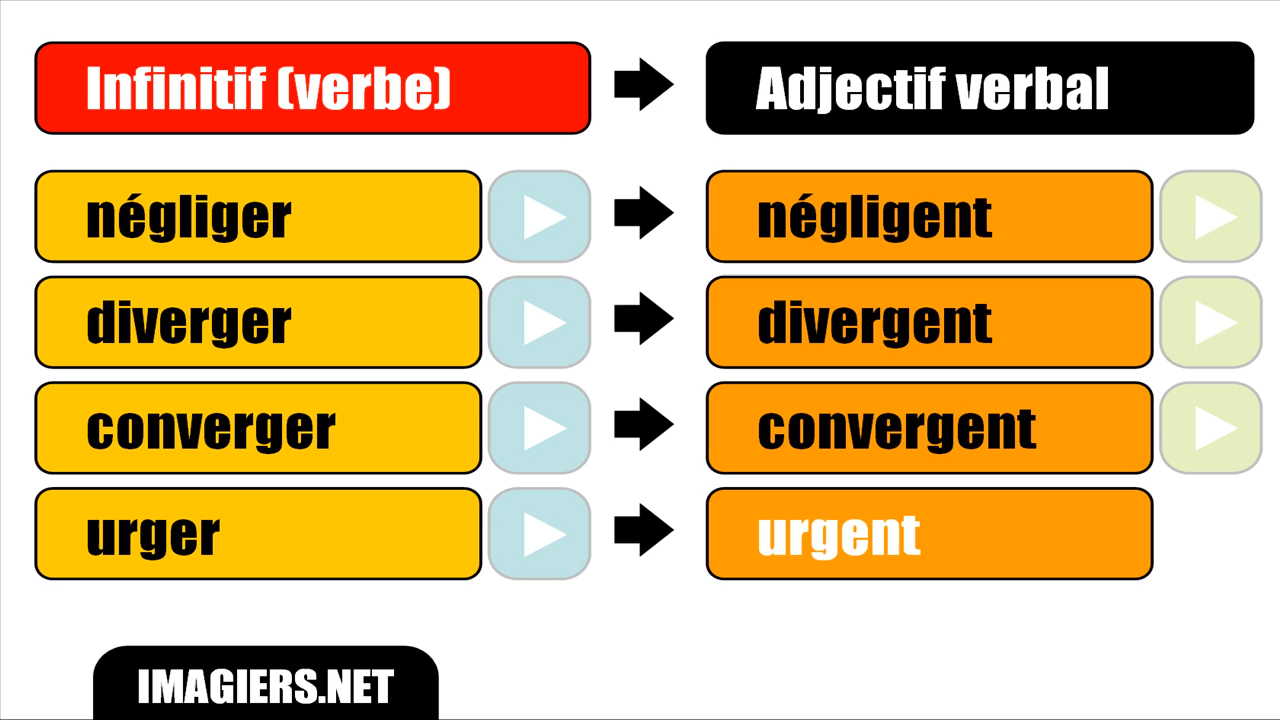 Infinitif (verbe) Adjectif verbal
négliger négligent
diverger divergent
converger convergent
urger urgent
IMAGIERS.NET